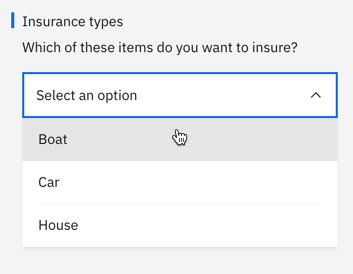 Insurance types
Which of these items do you want to insure?
Select an option
Boat
Car
House